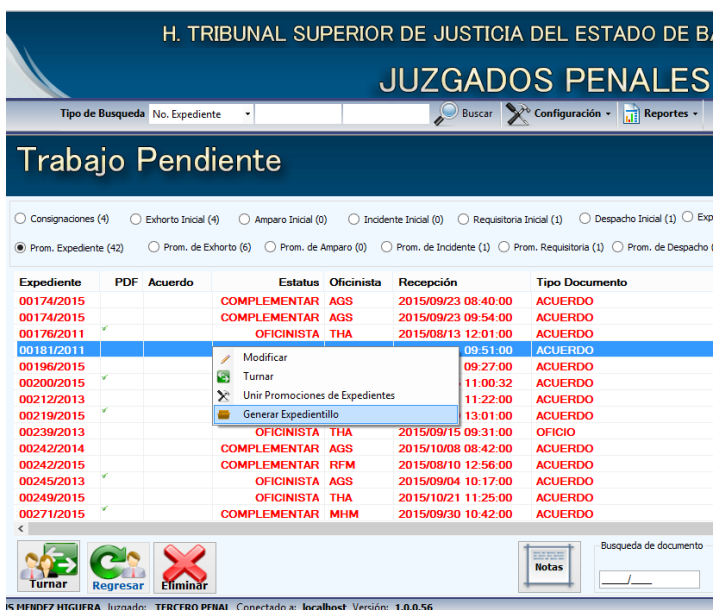 H. TRIBUNAL SUPERIOR DE JUSTICIA DEL ESTADO DE
JUZGADOS PENALES
Tipo de Busqueda No. Expediente Buscar Configuración Reportes
Trabajo Pendiente
Consignaciones (4) Exhorto Inicial (4) Amparo Inicial (0) Incidente Inicial (0) Requisitoria Inicial (1) Despacho Inicial (1) Exp
Prom. Expediente (42) Prom. de Exhorto (6) Prom. de Amparo (0) Prom. de Incidente (1) Prom. Requisitoria (1) Prom. de Despacho (
Expediente PDF Acuerdo Estatus Oficinista Recepción Tipo Documento
00174/2015 COMPLEMENTAR AGS 2015/09/23 08:40:00 ACUERDO
00174/2015 COMPLEMENTAR AGS 2015/09/23 09:54:00 ACUERDO
00176/2011 OFICINISTA THA 2015/08/13 12:01:00 ACUERDO
00181/2011 09:51:00 ACUERDO
00196/2015 09:27:00 ACUERDO
00200/2015 11:00:32 ACUERDO
00212/2013 11:22:00 ACUERDO
00219/2015 13:01:00 ACUERDO
Modificar
Turnar
Unir Promociones de Expedientes
Generar Expedientillo
00239/2013 OFICINISTA THA 2015/09/15 09:31:00 OFICIO
00242/2014 COMPLEMENTAR AGS 2015/10/08 08:42:00 ACUERDO
00242/2015 COMPLEMENTAR RFM 2015/08/10 12:56:00 ACUERDO
00245/2013 OFICINISTA AGS 2015/09/04 10:17:00 ACUERDO
00249/2015 OFICINISTA THA 2015/10/21 11:25:00 ACUERDO
00271/2015 COMPLEMENTAR MHM 2015/09/30 10:42:00 ACUERDO
Turnar Regresar Eliminar Notas Busqueda de documento
__/__
MENDEZ HIGUERA Juzgado: TERCERO PENAL Conectado a: localhost Versión: 1.0.0.56